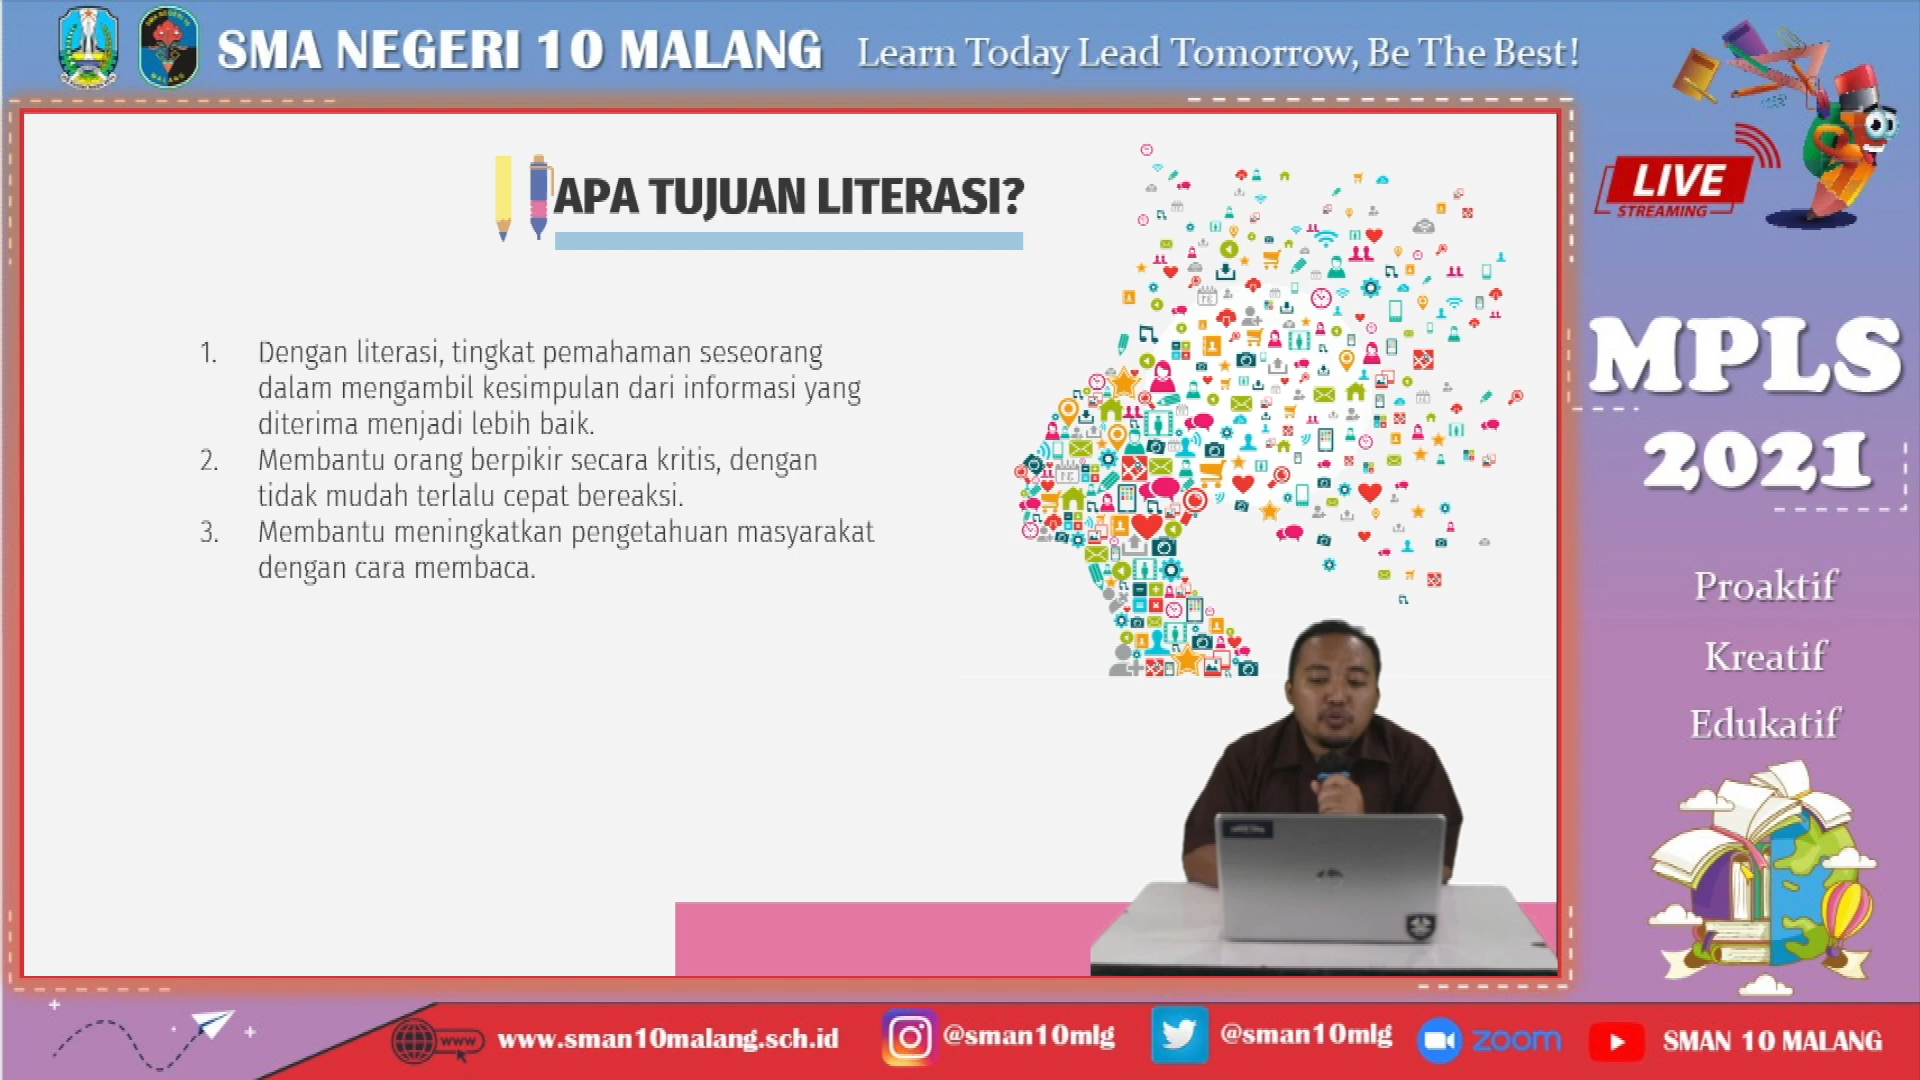 SMA NEGERI 10 MALANG
Learn Today Lead Tomorrow, Be The Best!
LIVE
STREAMING
APA TUJUAN LITERASI?
1. Dengan literasi, tingkat pemahaman seseorang
dalam mengambil kesimpulan dari informasi yang
diterima menjadi lebih baik.
2. Membantu orang berpikir secara kritis, dengan
tidak mudah terlalu cepat bereaksi.
3. Membantu meningkatkan pengetahuan masyarakat
dengan cara membaca.
MPLS
2021
Proaktif
Kreatif
Edukatif
www
www.sman10malang.sch.id
@sman10mlg
@sman10mlg
zoom
SMAN 10 MALANG